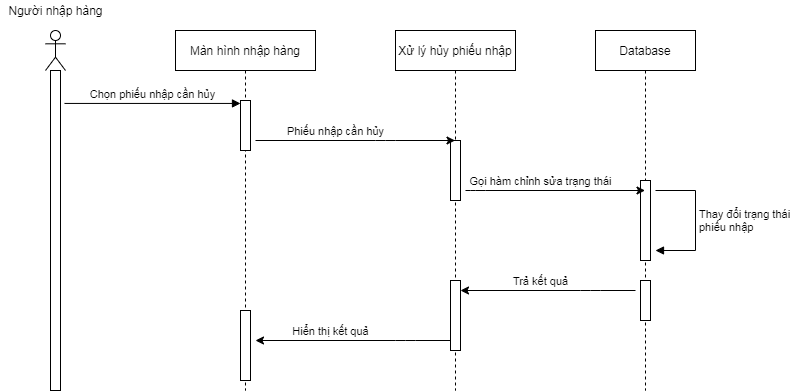 Người nhập hàng
Màn hình nhập hàng
Xử lý hủy phiếu nhập
Database
Chọn phiếu nhập cần hủy
Phiếu nhập cần hủy
Gọi hàm chỉnh sửa trạng thái
Thay đổi trạng thái
phiếu nhập
Trả kết quả
Hiển thị kết quả